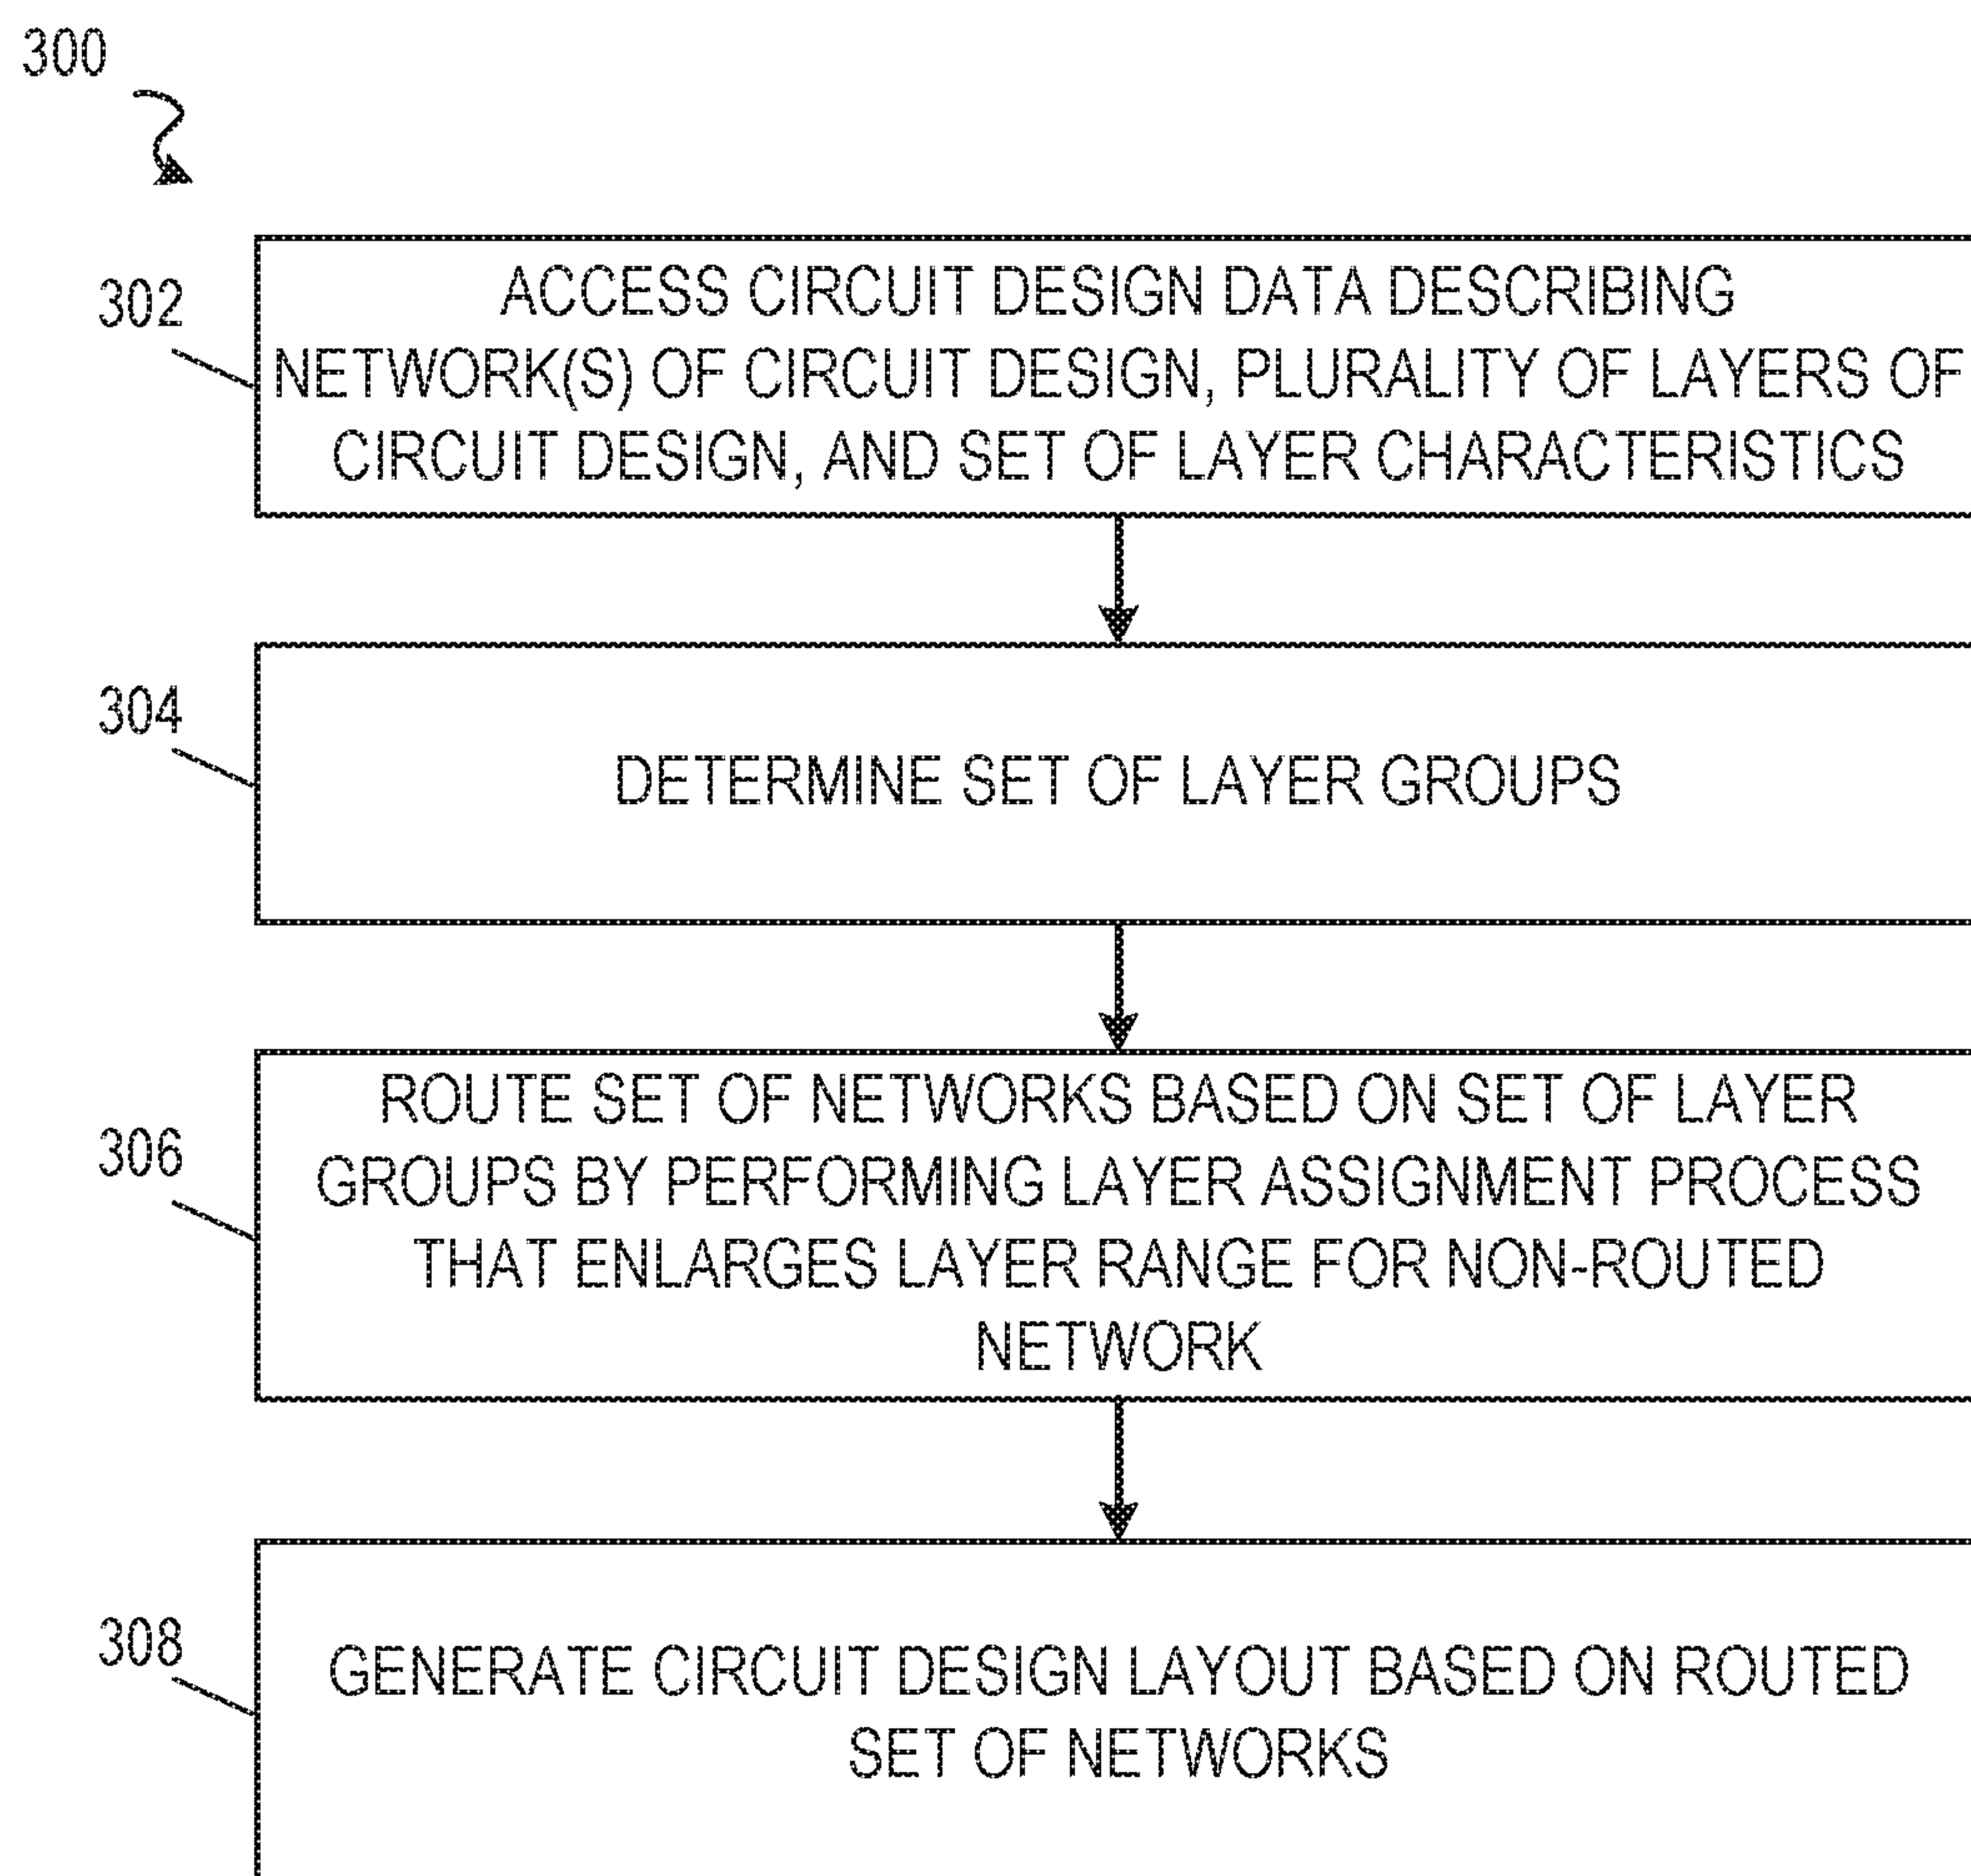 300
302
ACCESS CIRCUIT DESIGN DATA DESCRIBING
NETWORK(S) OF CIRCUIT DESIGN, PLURALITY OF LAYERS OF
CIRCUIT DESIGN, AND SET OF LAYER CHARACTERISTICS
304
DETERMINE SET OF LAYER GROUPS
306
ROUTE SET OF NETWORKS BASED ON SET OF LAYER
GROUPS BY PERFORMING LAYER ASSIGNMENT PROCESS
THAT ENLARGES LAYER RANGE FOR NON-ROUTED
NETWORK
308
GENERATE CIRCUIT DESIGN LAYOUT BASED ON ROUTED
SET OF NETWORKS